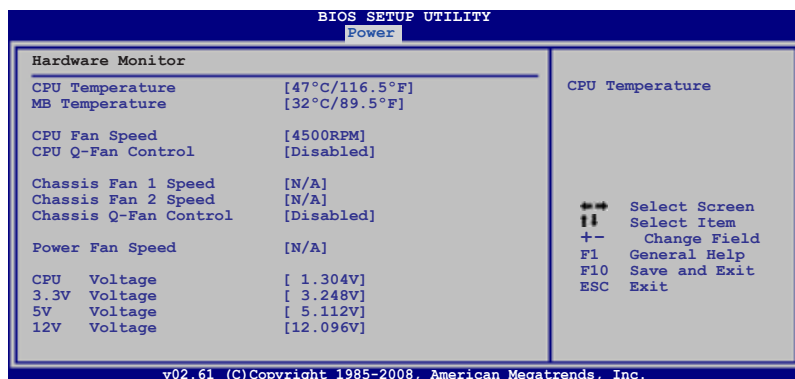 BIOS SETUP UTILITY
Power
Hardware Monitor
CPU Temperature [47°C/116.5°F]
MB Temperature [32°C/89.5°F]
CPU Fan Speed [4500RPM]
CPU Q-Fan Control [Disabled]
Chassis Fan 1 Speed [N/A]
Chassis Fan 2 Speed [N/A]
Chassis Q-Fan Control [Disabled]
Power Fan Speed [N/A]
CPU Voltage [ 1.304V]
3.3V Voltage [ 3.248V]
5V Voltage [ 5.112V]
12V Voltage [12.096V]
CPU Temperature
←→ Select Screen
↑↓ Select Item
+- Change Field
F1 General Help
F10 Save and Exit
ESC Exit
v02.61 (C)Copyright 1985-2008, American Megatrends, Inc.